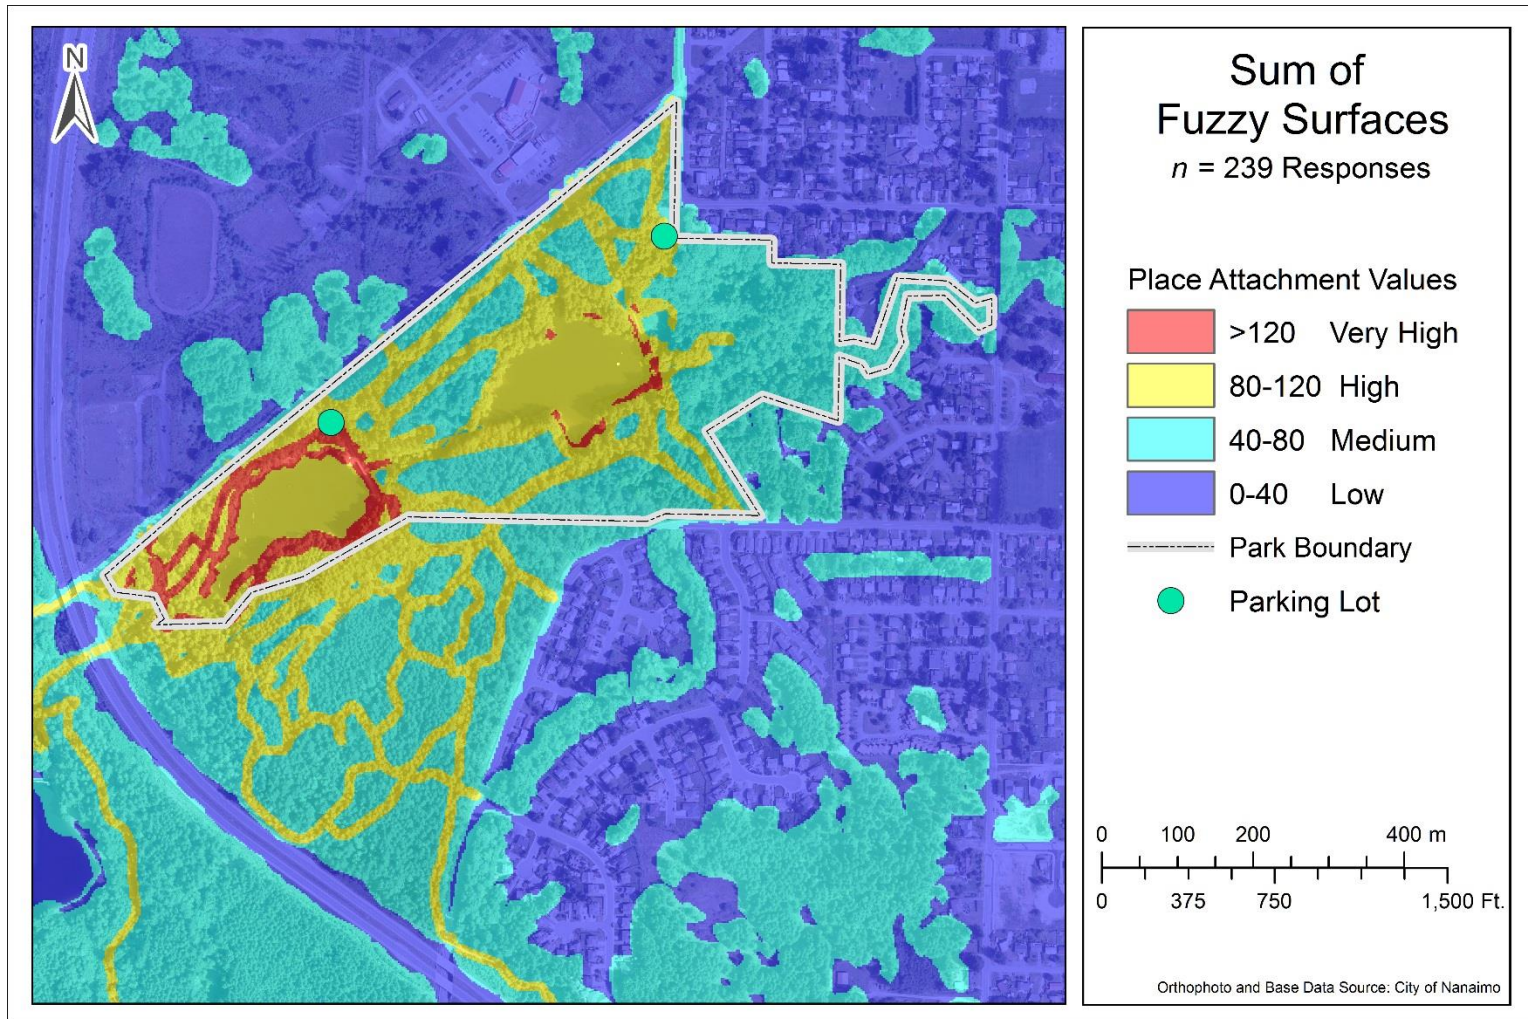 N
Sum of
Fuzzy Surfaces
n = 239 Responses
Place Attachment Values
>120 Very High
80-120 High
40-80 Medium
0-40 Low
Park Boundary
Parking Lot
0 100 200 400 m
0 375 750 1,500 Ft.
Orthophoto and Base Data Source: City of Nanaimo